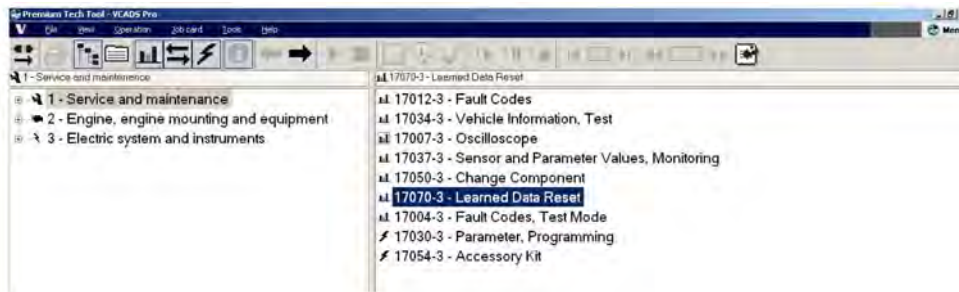 Premium Tech Tool - VCADS Pro
V File View Operation Job card Tools Help
1 - Service and maintenance
17070-3 - Learned Data Reset
1 - Service and maintenance
2 - Engine, engine mounting and equipment
3 - Electric system and instruments
17012-3 - Fault Codes
17034-3 - Vehicle Information, Test
17007-3 - Oscilloscope
17037-3 - Sensor and Parameter Values, Monitoring
17050-3 - Change Component
17070-3 - Learned Data Reset
17004-3 - Fault Codes, Test Mode
17030-3 - Parameter, Programming
17054-3 - Accessory Kit